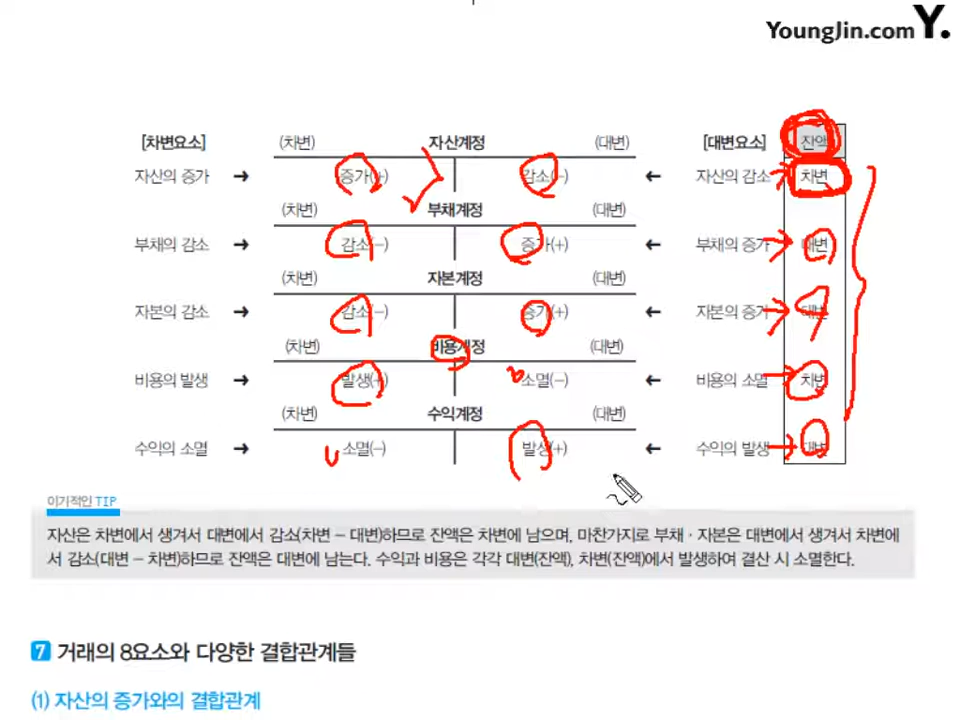 YoungJin.com Y.
[차변요소] (차변) 자산계정 (대변) [대변요소] 잔액
자산의 증가 → 증가(+) 감소(-) ← 자산의 감소 차변
(차변) 부채계정 (대변)
부채의 감소 → 감소(-) 증가(+) ← 부채의 증가 대변
(차변) 자본계정 (대변)
자본의 감소 → 감소(-) 증가(+) ← 자본의 증가 대변
(차변) 비용계정 (대변)
비용의 발생 → 발생(+) 소멸(-) ← 비용의 소멸 차변
(차변) 수익계정 (대변)
수익의 소멸 → 소멸(-) 발생(+) ← 수익의 발생 대변
이기적인 TIP
자산은 차변에서 생겨서 대변에서 감소(차변 - 대변)하므로 잔액은 차변에 남으며, 마찬가지로 부채 · 자본은 대변에서 생겨서 차변에
서 감소(대변 - 차변)하므로 잔액은 대변에 남는다. 수익과 비용은 각각 대변(잔액), 차변(잔액)에서 발생하여 결산 시 소멸한다.
7 거래의 8요소와 다양한 결합관계들
(1) 자산의 증가와의 결합관계